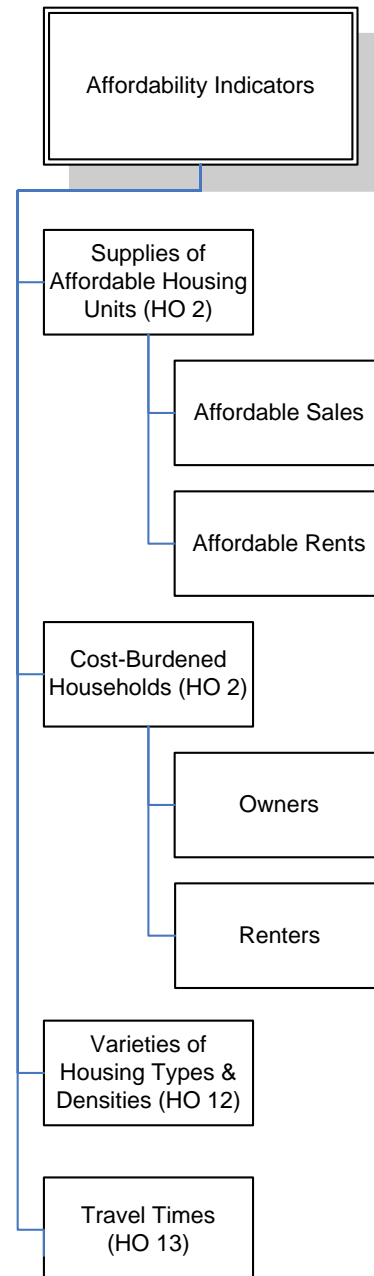 Affordability Indicators
Supplies of
Affordable Housing
Units (HO 2)
Affordable Sales
Affordable Rents
Cost-Burdened
Households (HO 2)
Owners
Renters
Varieties of
Housing Types &
Densities (HO 12)
Travel Times
(HO 13)